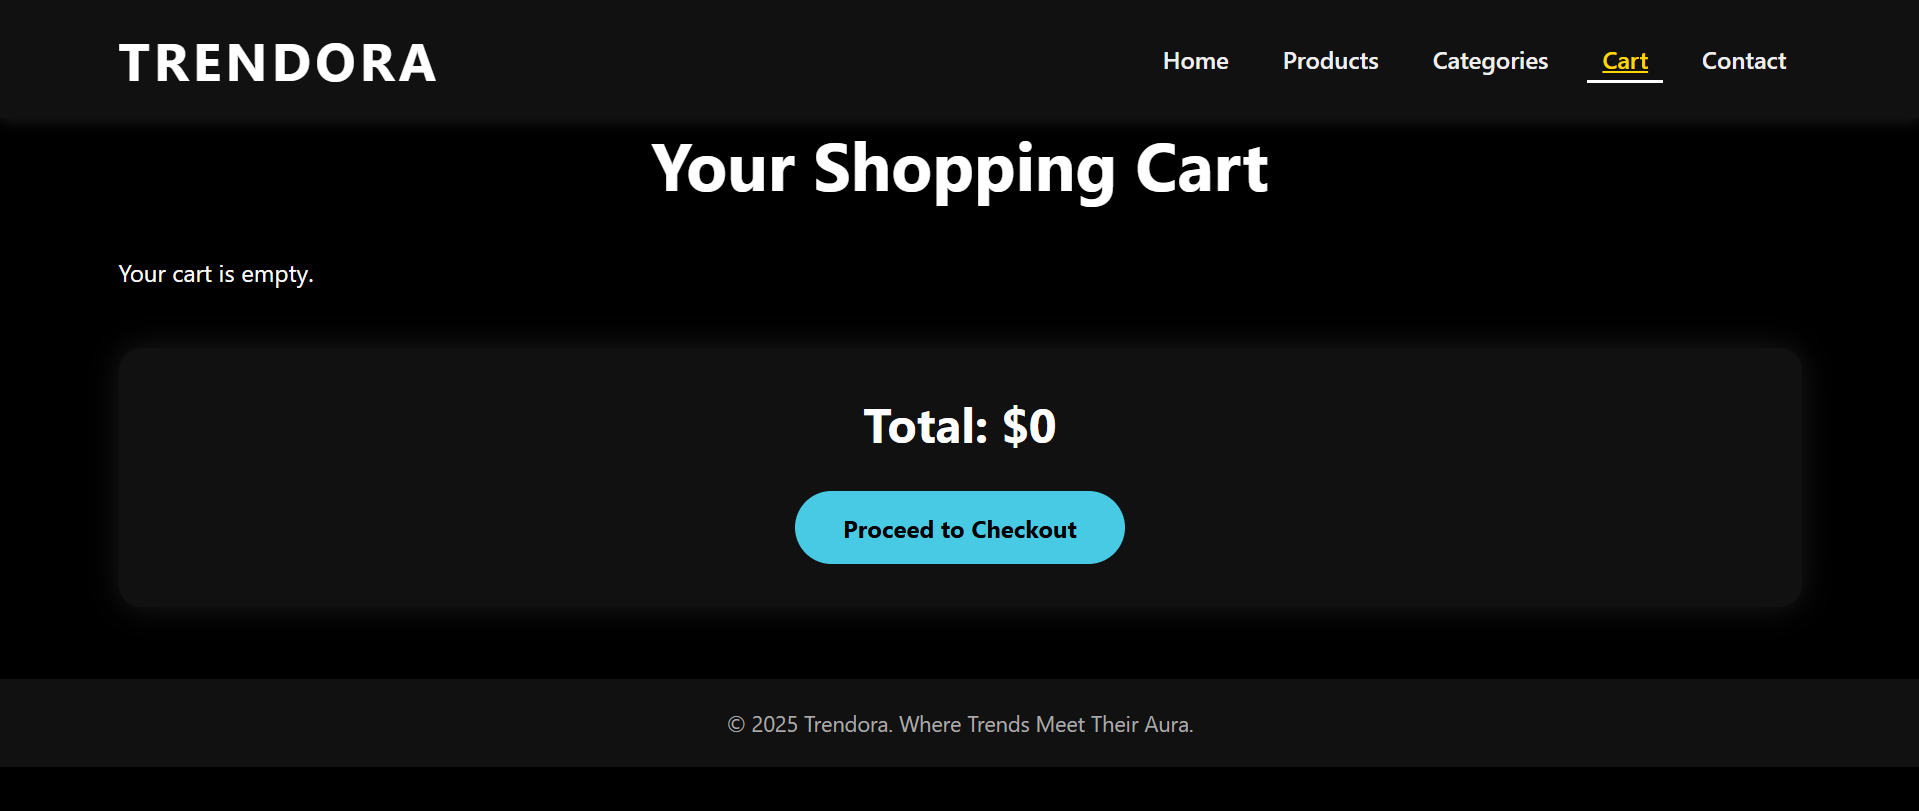 TRENDORA
Home Products Categories Cart Contact
Your Shopping Cart
Your cart is empty.
Total: $0
Proceed to Checkout
© 2025 Trendora. Where Trends Meet Their Aura.